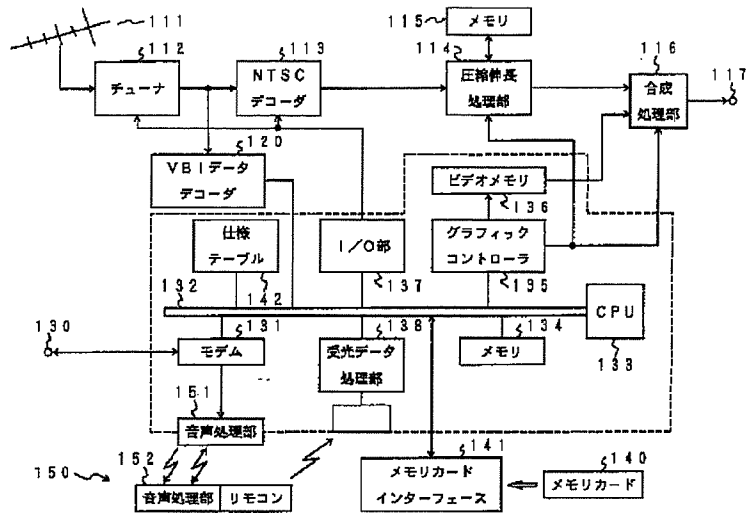 111
112
チューナ
113
NTSC
デコーダ
115
メモリ
114
圧縮伸長
処理部
116
合成
処理部
117
120
VBIデータ
デコーダ
ビデオメモリ
136
仕様
テーブル
142
I/O部
137
グラフィック
コントローラ
135
132
CPU
133
130
131
モデム
138
受光データ
処理部
134
メモリ
151
音声処理部
150
152
音声処理部
リモコン
141
メモリカード
インターフェース
140
メモリカード